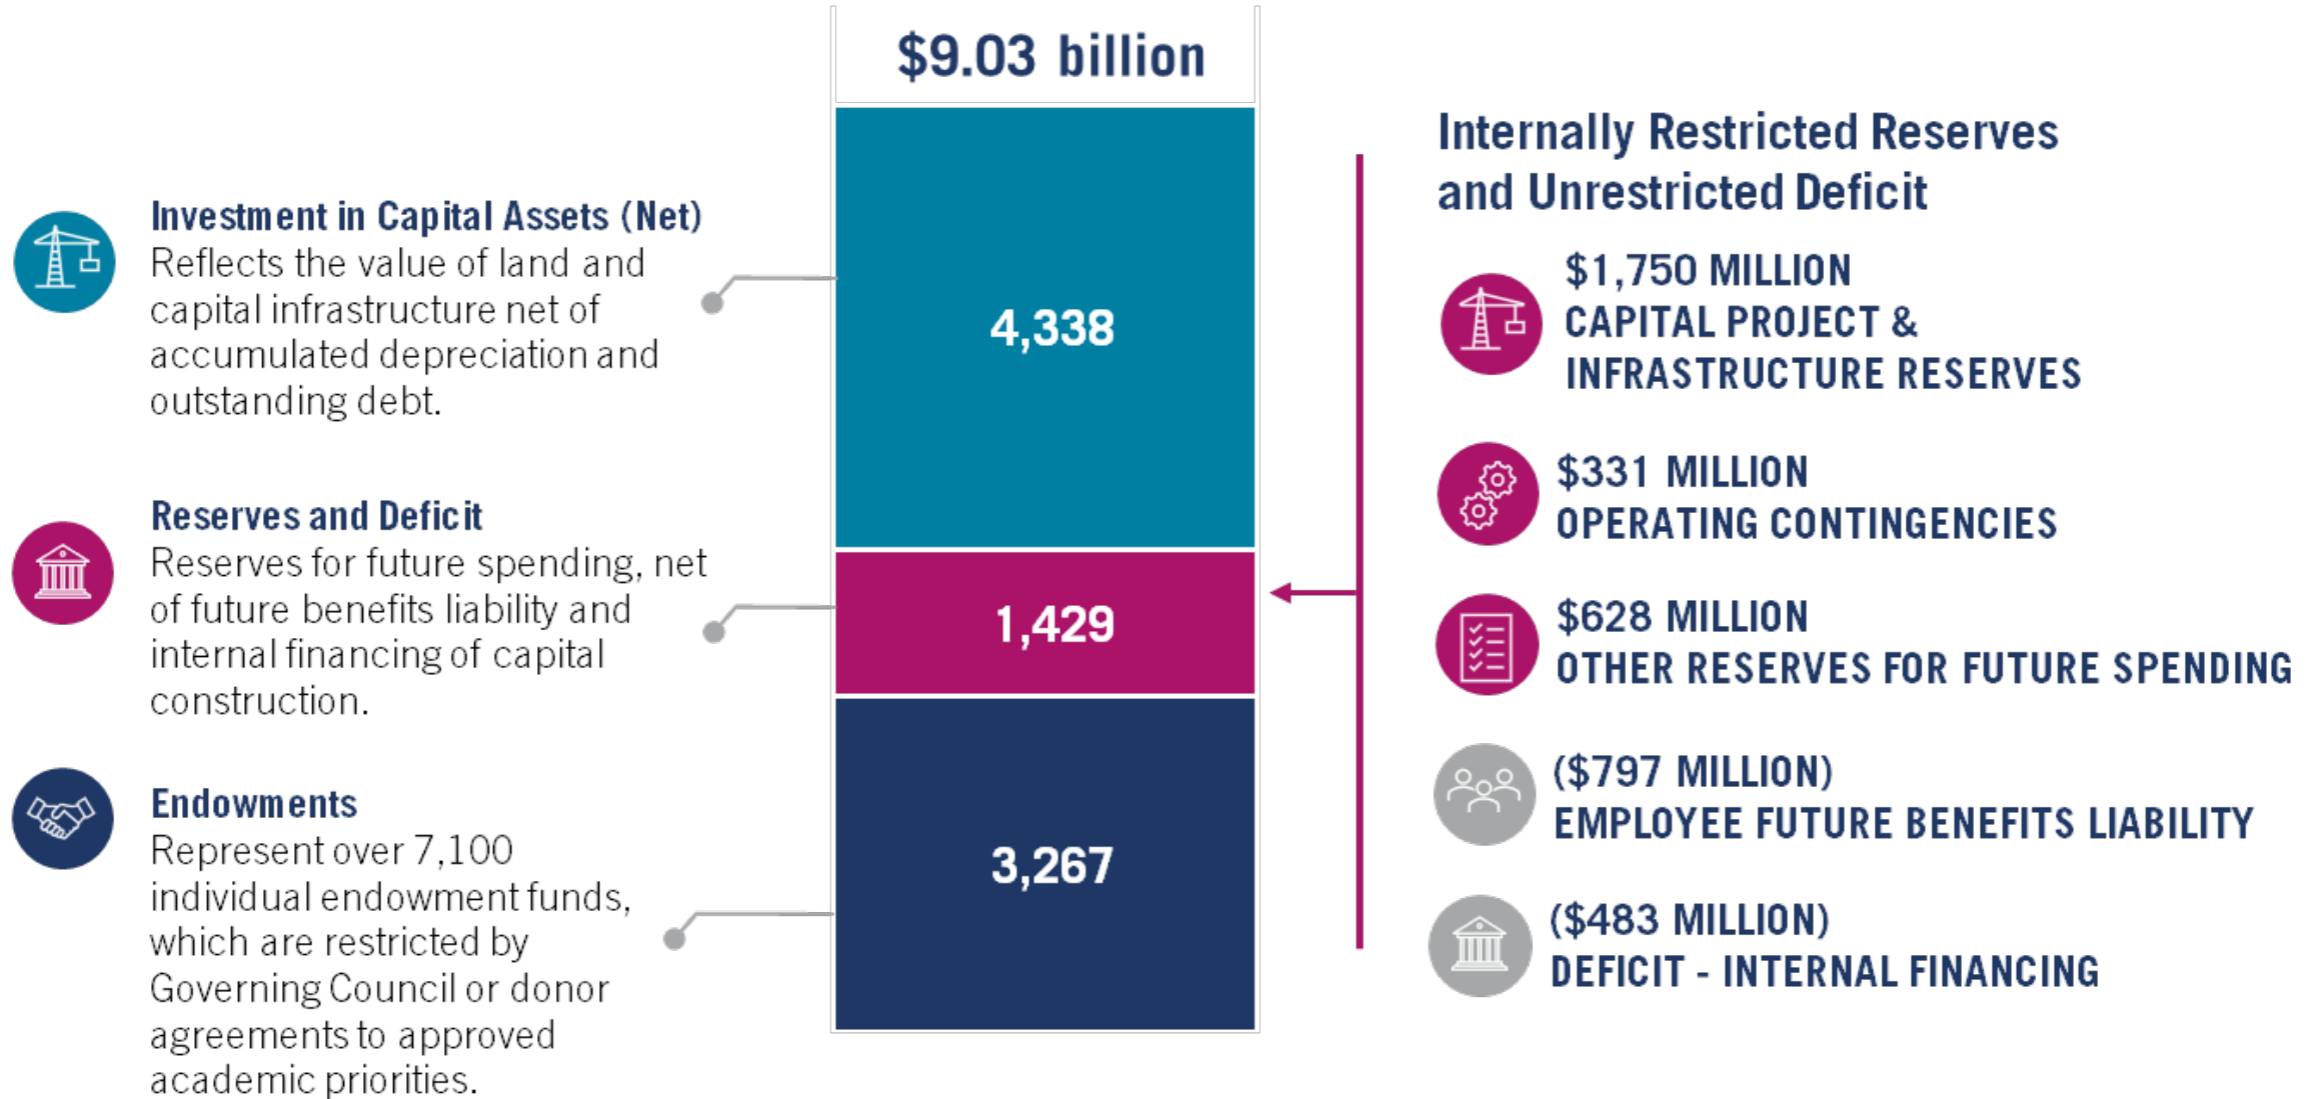 $9.03 billion
Investment in Capital Assets (Net)
Reflects the value of land and
capital infrastructure net of
accumulated depreciation and
outstanding debt.
Reserves and Deficit
Reserves for future spending, net
of future benefits liability and
internal financing of capital
construction.
Endowments
Represent over 7,100
individual endowment funds,
which are restricted by
Governing Council or donor
agreements to approved
academic priorities.
4,338
1,429
3,267
Internally Restricted Reserves
and Unrestricted Deficit
$1,750 MILLION
CAPITAL PROJECT &
INFRASTRUCTURE RESERVES
$331 MILLION
OPERATING CONTINGENCIES
$628 MILLION
OTHER RESERVES FOR FUTURE SPENDING
($797 MILLION)
EMPLOYEE FUTURE BENEFITS LIABILITY
($483 MILLION)
DEFICIT - INTERNAL FINANCING